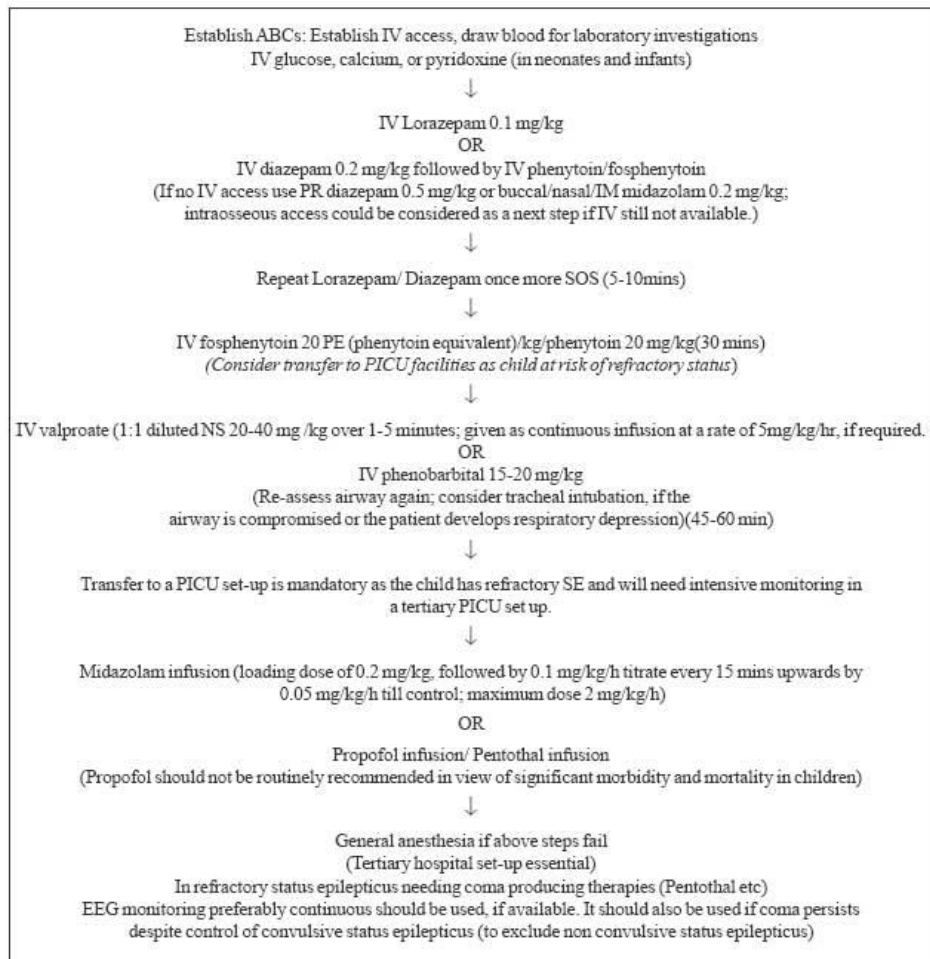 Establish ABCs: Establish IV access, draw blood for laboratory investigations
IV glucose, calcium, or pyridoxine (in neonates and infants)
↓
IV Lorazepam 0.1 mg/kg
OR
IV diazepam 0.2 mg/kg followed by IV phenytoin/fosphenytoin
(If no IV access use PR diazepam 0.5 mg/kg or buccal/nasal/IM midazolam 0.2 mg/kg;
intraosseous access could be considered as a next step if IV still not available.)
↓
Repeat Lorazepam/ Diazepam once more SOS (5-10mins)
↓
IV fosphenytoin 20 PE (phenytoin equivalent)/kg/phenytoin 20 mg/kg(30 mins)
(Consider transfer to PICU facilities as child at risk of refractory status)
↓
IV valproate (1:1 diluted NS 20-40 mg /kg over 1-5 minutes; given as continuous infusion at a rate of 5mg/kg/hr, if required.
OR
IV phenobarbital 15-20 mg/kg
(Re-assess airway again; consider tracheal intubation, if the
airway is compromised or the patient develops respiratory depression)(45-60 min)
↓
Transfer to a PICU set-up is mandatory as the child has refractory SE and will need intensive monitoring in
a tertiary PICU set up.
↓
Midazolam infusion (loading dose of 0.2 mg/kg, followed by 0.1 mg/kg/h titrate every 15 mins upwards by
0.05 mg/kg/h till control; maximum dose 2 mg/kg/h)
OR
Propofol infusion/ Pentothal infusion
(Propofol should not be routinely recommended in view of significant morbidity and mortality in children)
↓
General anesthesia if above steps fail
(Tertiary hospital set-up essential)
In refractory status epilepticus needing coma producing therapies (Pentothal etc)
EEG monitoring preferably continuous should be used, if available. It should also be used if coma persists
despite control of convulsive status epilepticus (to exclude non convulsive status epilepticus)